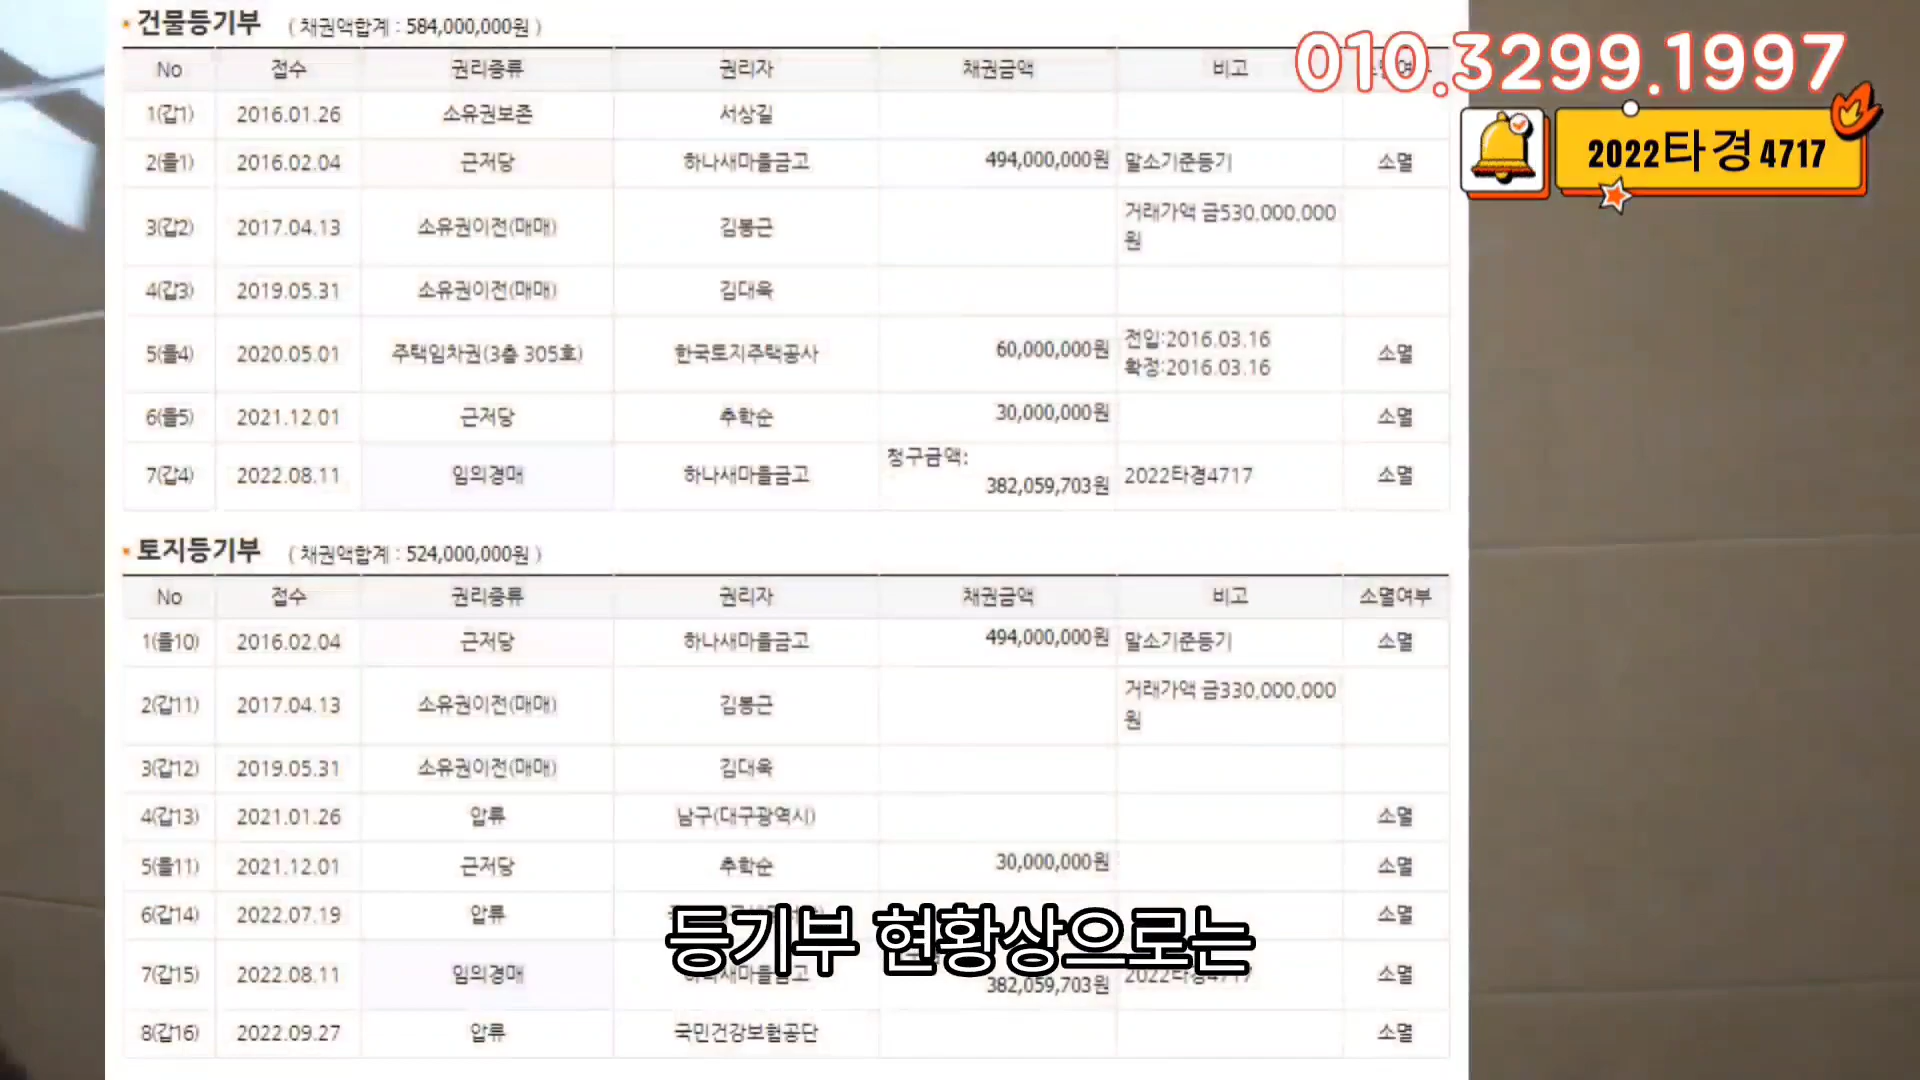 건물등기부 ( 채권액합계 : 584,000,000원 )
010.3299.1997
2022타경4717
No 접수 권리종류 권리자 채권금액 비고
1(갑1) 2016.01.26 소유권보존 서상길
2(을1) 2016.02.04 근저당 하나새마을금고 494,000,000원 말소기준등기 소멸
3(갑2) 2017.04.13 소유권이전(매매) 김봉근 거래가액 금530,000,000
원
4(갑3) 2019.05.31 소유권이전(매매) 김대욱
5(을4) 2020.05.01 주택임차권(3층 305호) 한국토지주택공사 60,000,000원 전입:2016.03.16
확정:2016.03.16 소멸
6(을5) 2021.12.01 근저당 추학순 30,000,000원 소멸
7(갑4) 2022.08.11 임의경매 하나새마을금고 청구금액:
382,059,703원 2022타경4717 소멸
토지등기부 ( 채권액합계 : 524,000,000원 )
No 접수 권리종류 권리자 채권금액 비고 소멸여부
1(을10) 2016.02.04 근저당 하나새마을금고 494,000,000원 말소기준등기 소멸
2(갑11) 2017.04.13 소유권이전(매매) 김봉근 거래가액 금330,000,000
원
3(갑12) 2019.05.31 소유권이전(매매) 김대욱
4(갑13) 2021.01.26 압류 남구(대구광역시) 소멸
5(을11) 2021.12.01 근저당 추학순 30,000,000원 소멸
6(갑14) 2022.07.19 압류 소멸
등기부 현황상으로는
7(갑15) 2022.08.11 임의경매 382,059,703원 2022타경4717 소멸
8(갑16) 2022.09.27 압류 국민건강보험공단 소멸